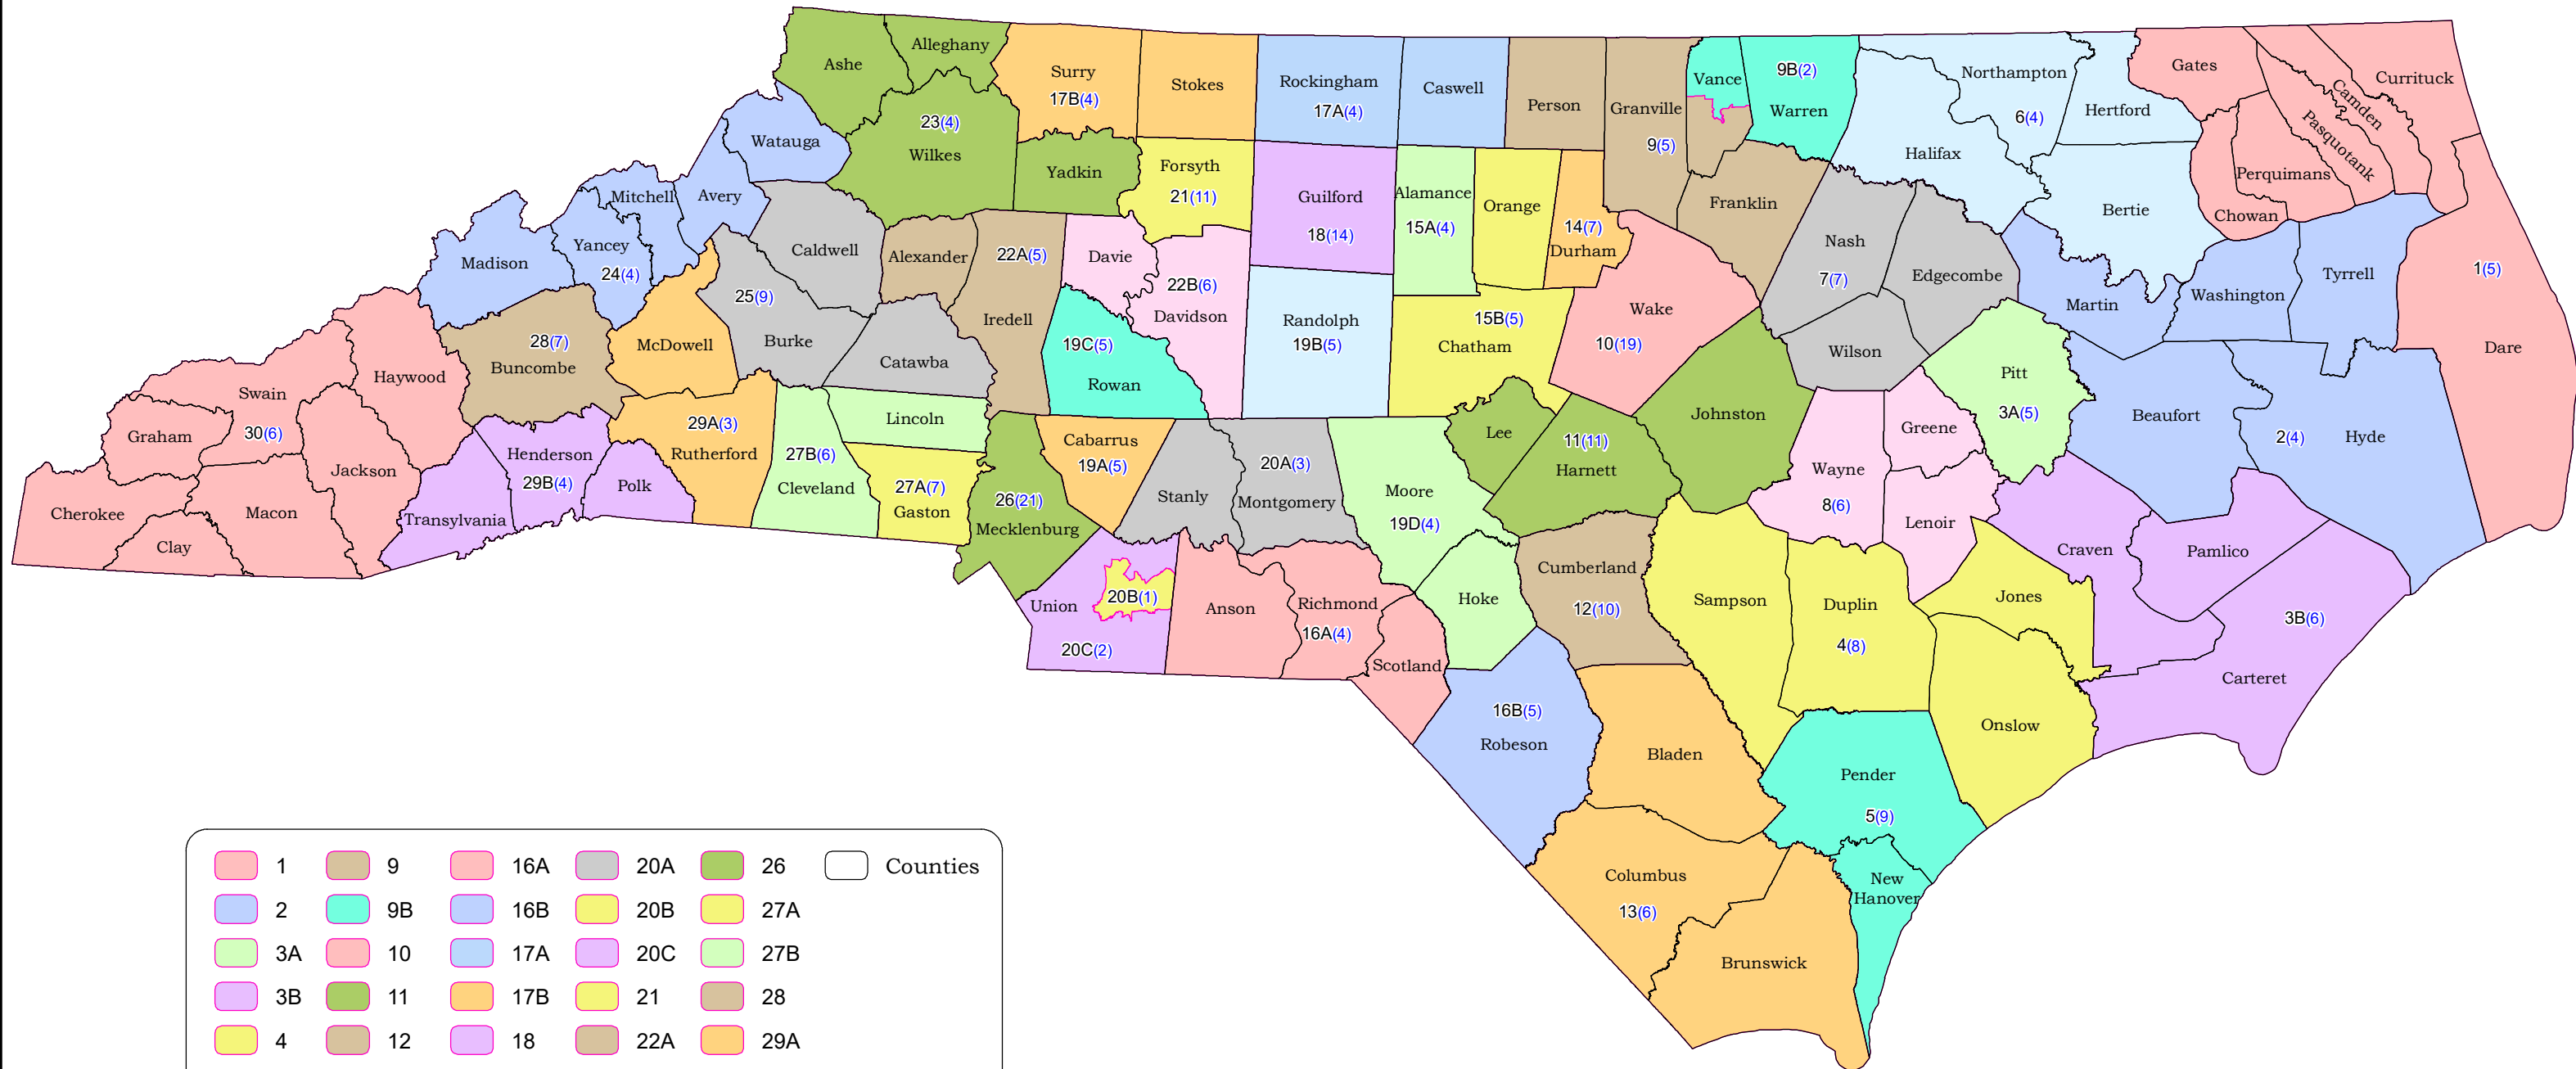 Ashe
Alleghany
Surry
17B(4)
Stokes
Rockingham
17A(4)
Caswell
Person
Granville
9(5)
Vance
9B(2)
Warren
Northampton
6(4)
Hertford
Gates
Camden
Currituck
Pasquotank
Perquimans
Chowan
Halifax
Bertie
Watauga
23(4)
Wilkes
Yadkin
Forsyth
21(11)
Guilford
18(14)
Alamance
15A(4)
Orange
14(7)
Durham
Franklin
Nash
7(7)
Edgecombe
Martin
Washington
Tyrrell
1(5)
Dare
Mitchell
Avery
Yancey
24(4)
Madison
Caldwell
Alexander
22A(5)
Iredell
Davie
22B(6)
Davidson
25(9)
Burke
Catawba
19C(5)
Rowan
Randolph
19B(5)
15B(5)
Chatham
Wake
10(19)
Wilson
Pitt
3A(5)
Beaufort
2(4)
Hyde
McDowell
28(7)
Buncombe
Haywood
Swain
30(6)
Graham
Jackson
Cherokee
Macon
Clay
Transylvania
Henderson
29B(4)
Polk
29A(3)
Rutherford
27B(6)
Cleveland
Lincoln
27A(7)
Gaston
26(21)
Mecklenburg
Cabarrus
19A(5)
Stanly
20A(3)
Montgomery
Moore
19D(4)
Lee
11(11)
Harnett
Johnston
Wayne
8(6)
Greene
Lenoir
Craven
Pamlico
3B(6)
Carteret
Jones
Onslow
Union
20B(1)
20C(2)
Anson
Richmond
16A(4)
Scotland
Hoke
Cumberland
12(10)
Sampson
Duplin
4(8)
16B(5)
Robeson
Bladen
Pender
5(9)
New
Hanover
Columbus
13(6)
Brunswick
1 9 16A 20A 26 Counties
2 9B 16B 20B 27A
3A 10 17A 20C 27B
3B 11 17B 21 28
4 12 18 22A 29A